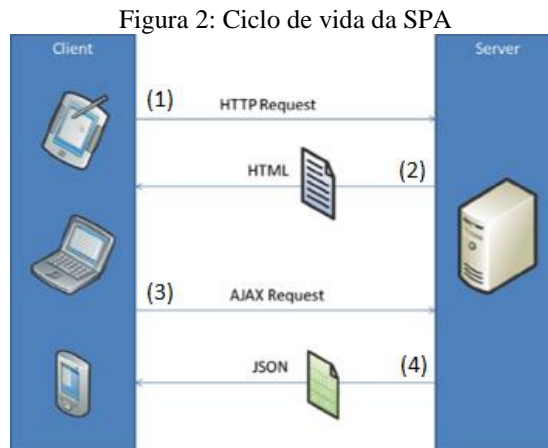 Figura 2: Ciclo de vida da SPA
Client
Server
(1)
HTTP Request
HTML
(2)
(3)
AJAX Request
JSON
(4)